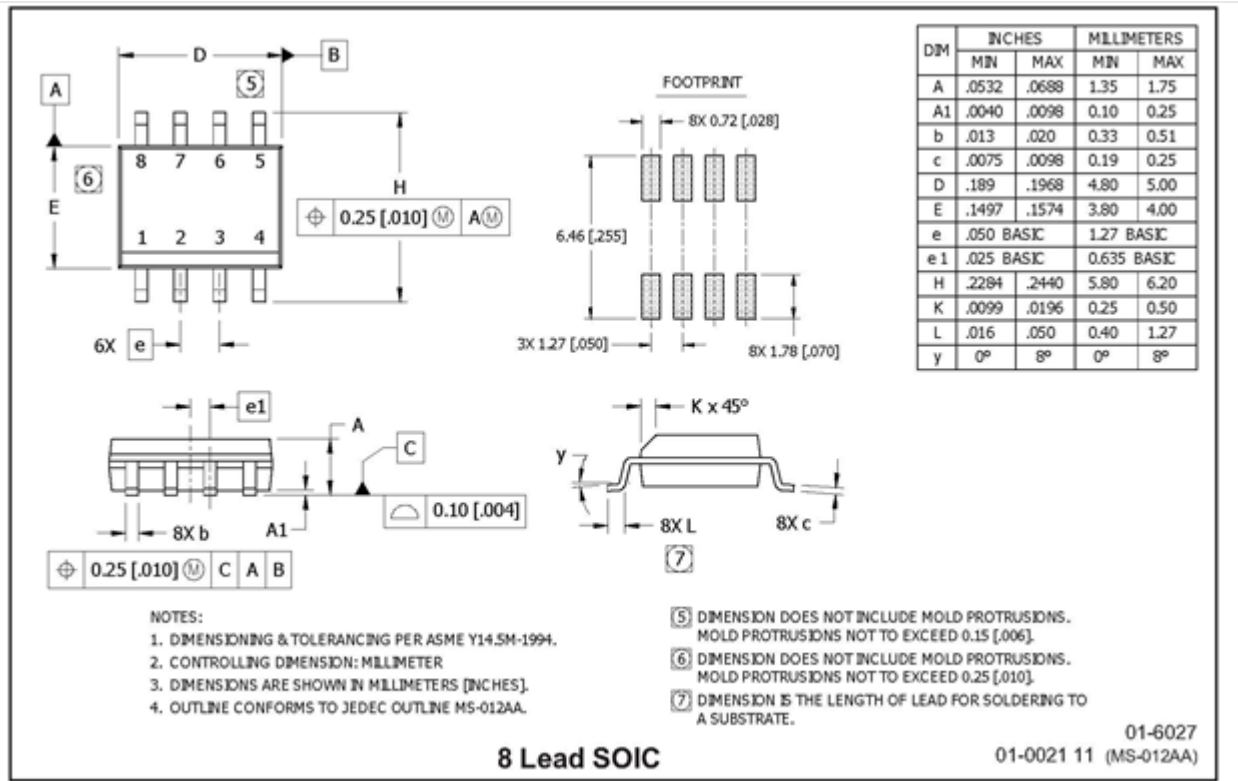 D
B
5
A
8 7 6 5
6
E
H
0.25 [.010] Ⓜ AⓂ
1 2 3 4
6X e
FOOTPRINT
8X 0.72 [.028]
6.46 [.255]
3X 1.27 [.050]
8X 1.78 [.070]
DIM INCHES MILLIMETERS
MIN MAX MIN MAX
A .0532 .0688 1.35 1.75
A1 .0040 .0098 0.10 0.25
b .013 .020 0.33 0.51
c .0075 .0098 0.19 0.25
D .189 .1968 4.80 5.00
E .1497 .1574 3.80 4.00
e .050 BASIC 1.27 BASIC
e 1 .025 BASIC 0.635 BASIC
H .2284 .2440 5.80 6.20
K .0099 .0196 0.25 0.50
L .016 .050 0.40 1.27
y 0° 8° 0° 8°
e1
A
C
0.10 [.004]
8X b
A1
0.25 [.010] Ⓜ C A B
K x 45°
y
8X L
8X c
7
NOTES:
1. DIMENSIONING & TOLERANCING PER ASME Y14.5M-1994.
2. CONTROLLING DIMENSION: MILLIMETER
3. DIMENSIONS ARE SHOWN IN MILLIMETERS [INCHES].
4. OUTLINE CONFORMS TO JEDEC OUTLINE MS-012AA.
5 DIMENSION DOES NOT INCLUDE MOLD PROTRUSIONS.
MOLD PROTRUSIONS NOT TO EXCEED 0.15 [.006].
6 DIMENSION DOES NOT INCLUDE MOLD PROTRUSIONS.
MOLD PROTRUSIONS NOT TO EXCEED 0.25 [.010].
7 DIMENSION IS THE LENGTH OF LEAD FOR SOLDERING TO
A SUBSTRATE.
8 Lead SOIC
01-6027
01-0021 11 (MS-012AA)